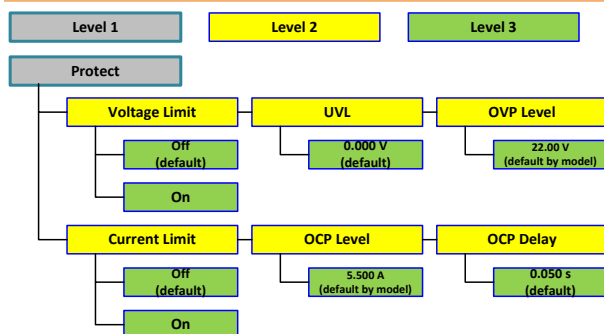 Level 1
Level 2
Level 3
Protect
Voltage Limit
UVL
OVP Level
Off
(default)
0.000 V
(default)
22.00 V
(default by model)
On
Current Limit
OCP Level
OCP Delay
Off
(default)
5.500 A
(default by model)
0.050 s
(default)
On